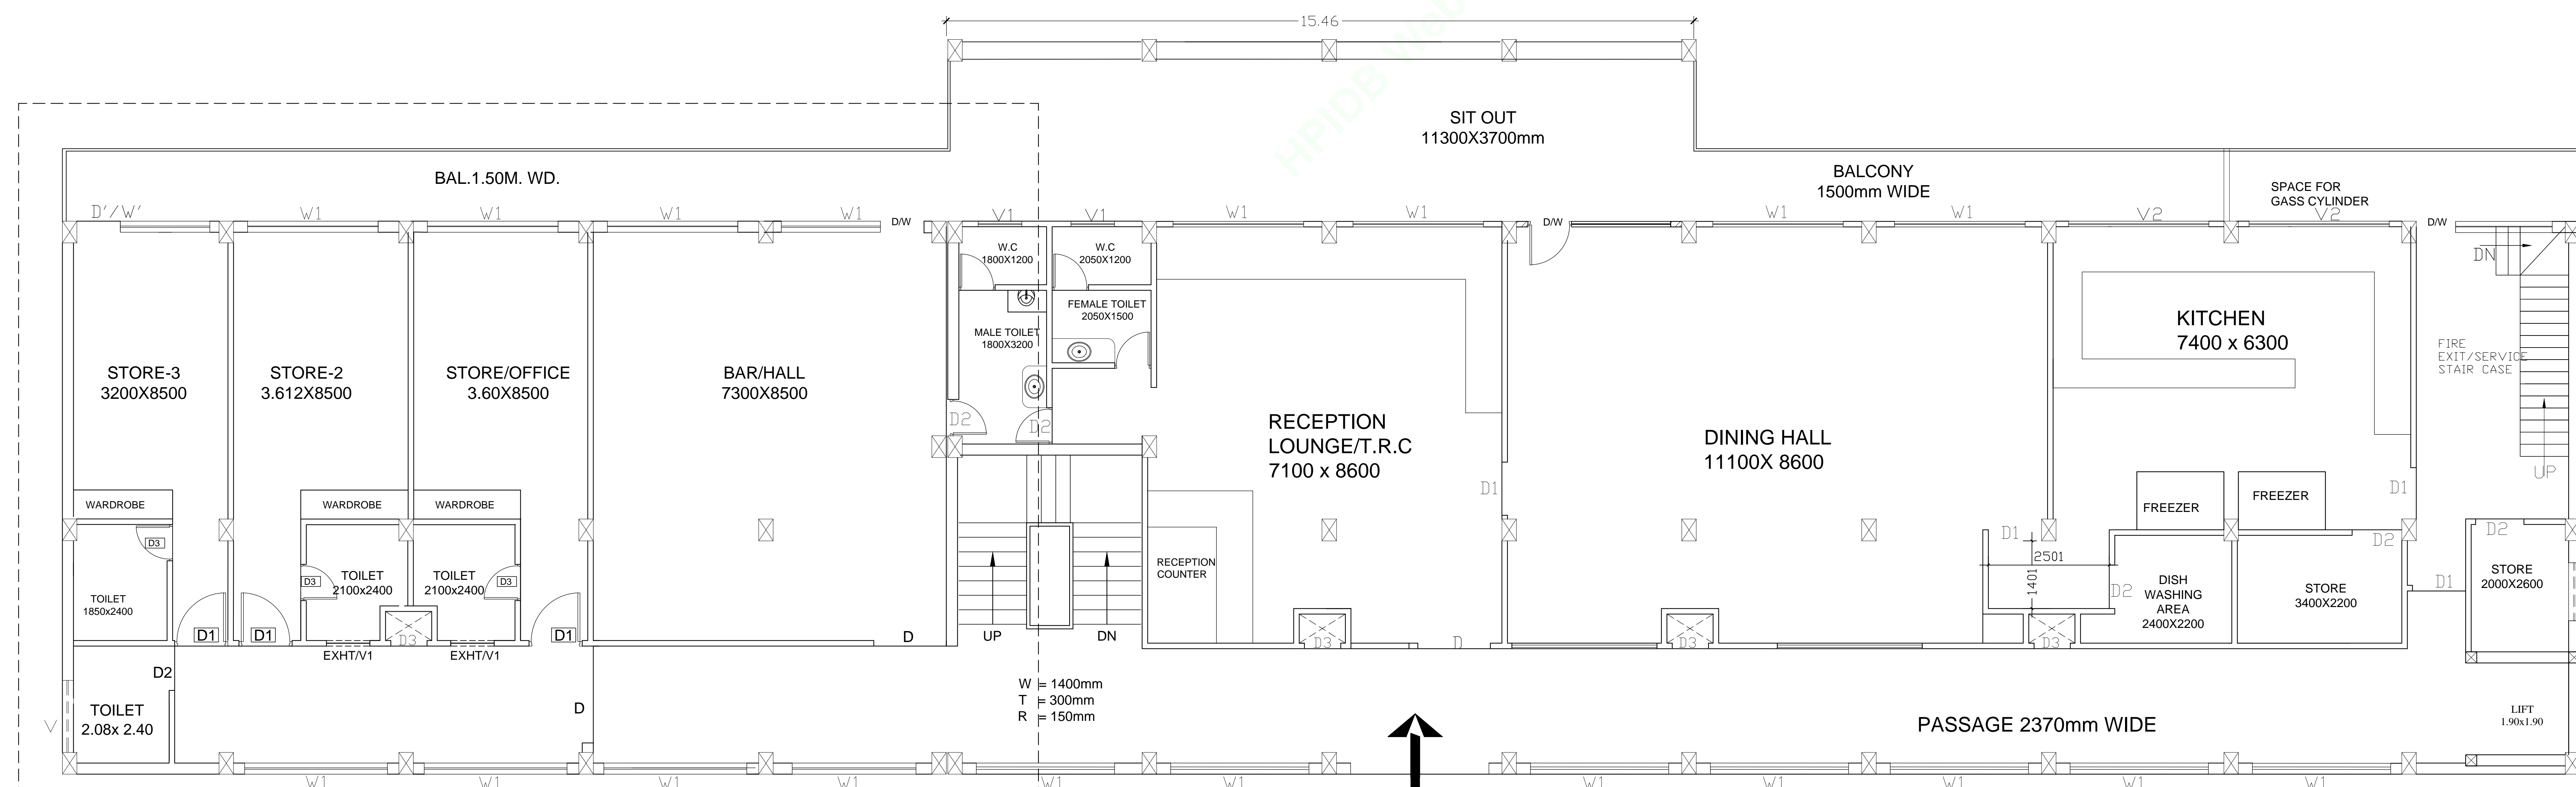 15.46
HPIDB Web
SIT OUT
11300X3700mm
BAL.1.50M. WD.
BALCONY
1500mm WIDE
SPACE FOR
GASS CYLINDER
D'/W'
W1
W1
W1
W1
D/W
V1
V1
W1
W1
D/W
W1
W1
V2
V2
D/W
W.C
1800X1200
W.C
2050X1200
DN
FEMALE TOILET
2050X1500
MALE TOILET
1800X3200
KITCHEN
7400 x 6300
FIRE
EXIT/SERVICE
STAIR CASE
STORE-3
3200X8500
STORE-2
3.612X8500
STORE/OFFICE
3.60X8500
BAR/HALL
7300X8500
D2
D2
RECEPTION
LOUNGE/T.R.C
7100 x 8600
DINING HALL
11100X 8600
D1
D1
UP
WARDROBE
WARDROBE
WARDROBE
FREEZER
FREEZER
D3
D1
D2
D2
2501
1401
D3
TOILET
2100x2400
TOILET
2100x2400
D3
RECEPTION
COUNTER
D2
DISH
WASHING
AREA
2400X2200
STORE
3400X2200
D1
STORE
2000X2600
TOILET
1850x2400
D1
D1
D3
D1
D
UP
DN
D3
D
D3
D3
EXHT/V1
EXHT/V1
D2
W = 1400mm
T = 300mm
R = 150mm
TOILET
2.08x 2.40
V
D
PASSAGE 2370mm WIDE
LIFT
1.90x1.90
W1
W1
W1
W1
W1
W1
W1
W1
W1
W1
W1